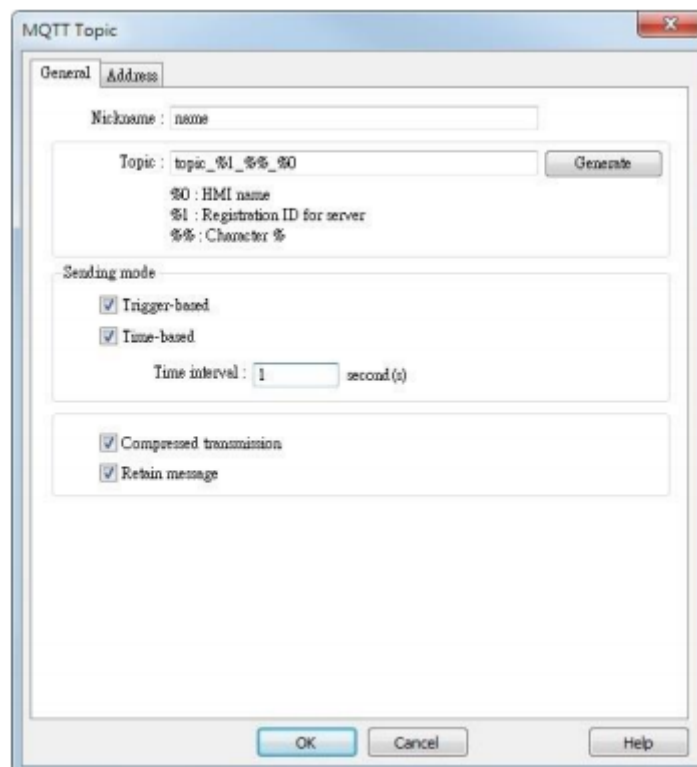 MQTT Topic
General Address
Nickname : name
Topic : topic_%1_%%_%0 Generate
%0 : HMI name
%1 : Registration ID for server
%% : Character %
Sending mode
Trigger-based
Time-based
Time interval : 1 second(s)
Compressed transmission
Retain message
OK Cancel Help